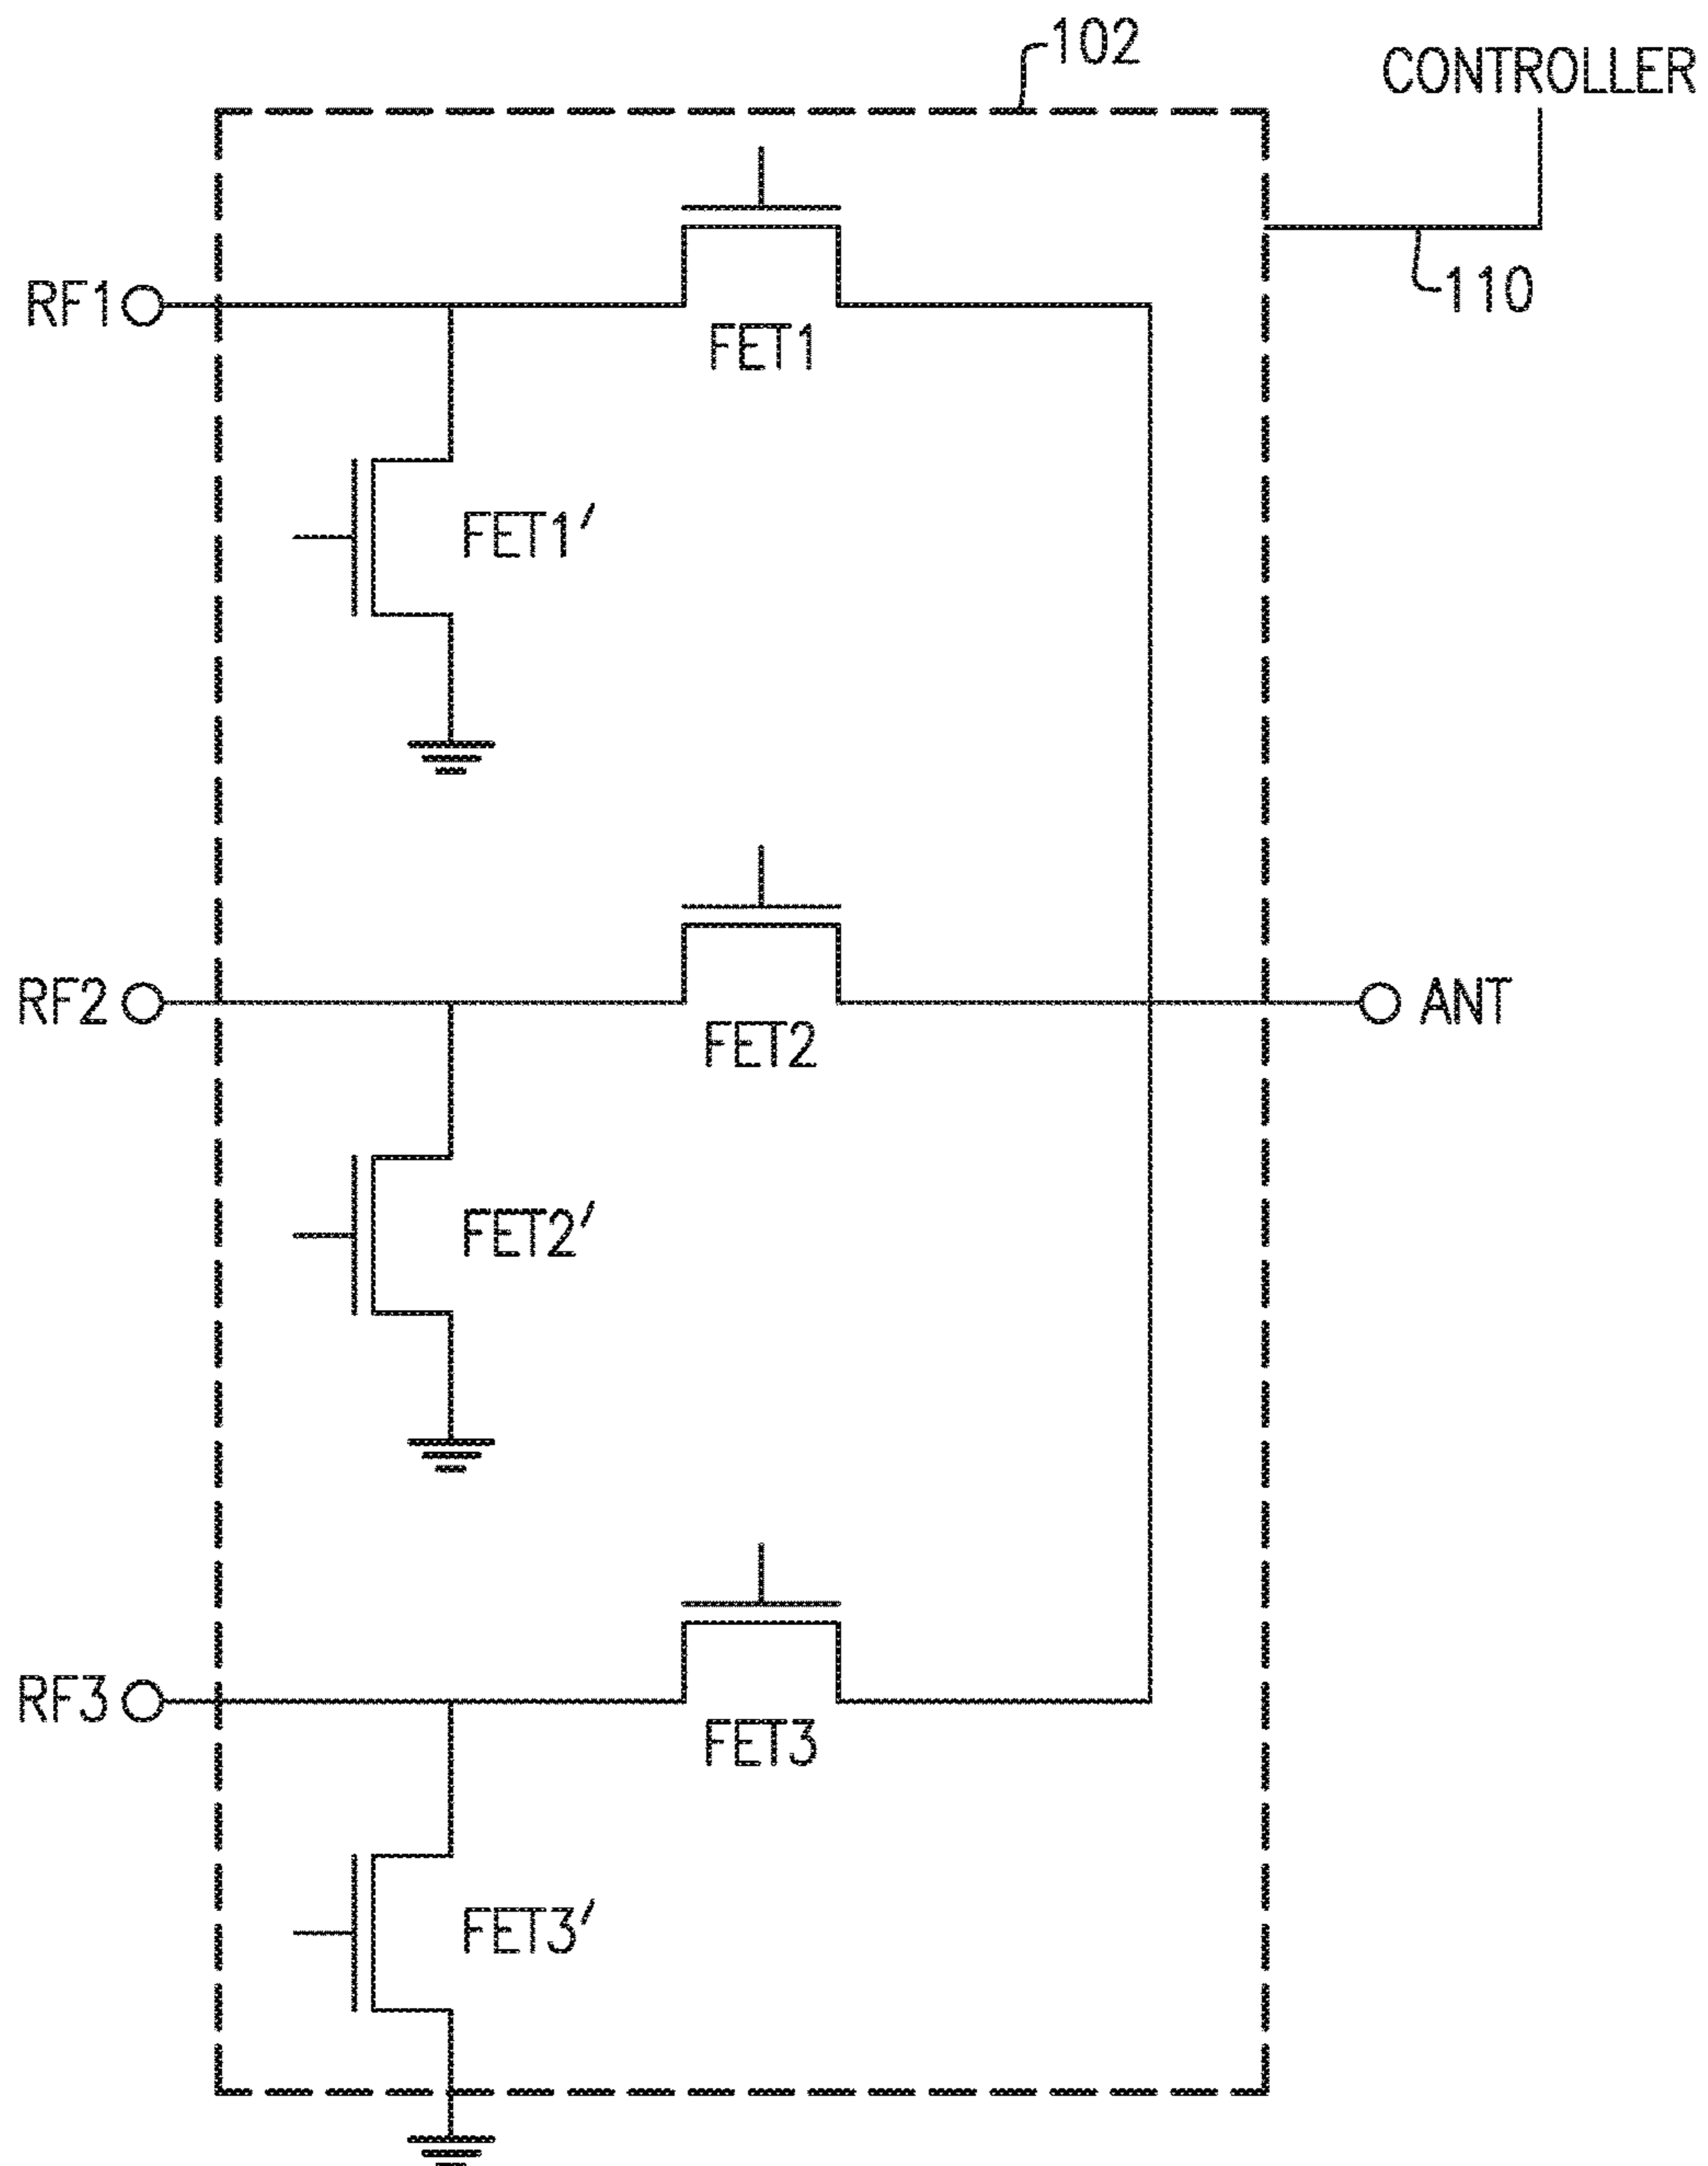 102
CONTROLLER
110
RF1
FET1
FET1'
RF2
FET2
ANT
FET2'
RF3
FET3
FET3'